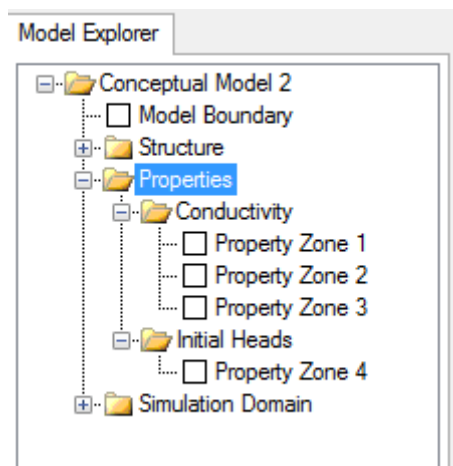 Model Explorer
Conceptual Model 2
Model Boundary
Structure
Properties
Conductivity
Property Zone 1
Property Zone 2
Property Zone 3
Initial Heads
Property Zone 4
Simulation Domain